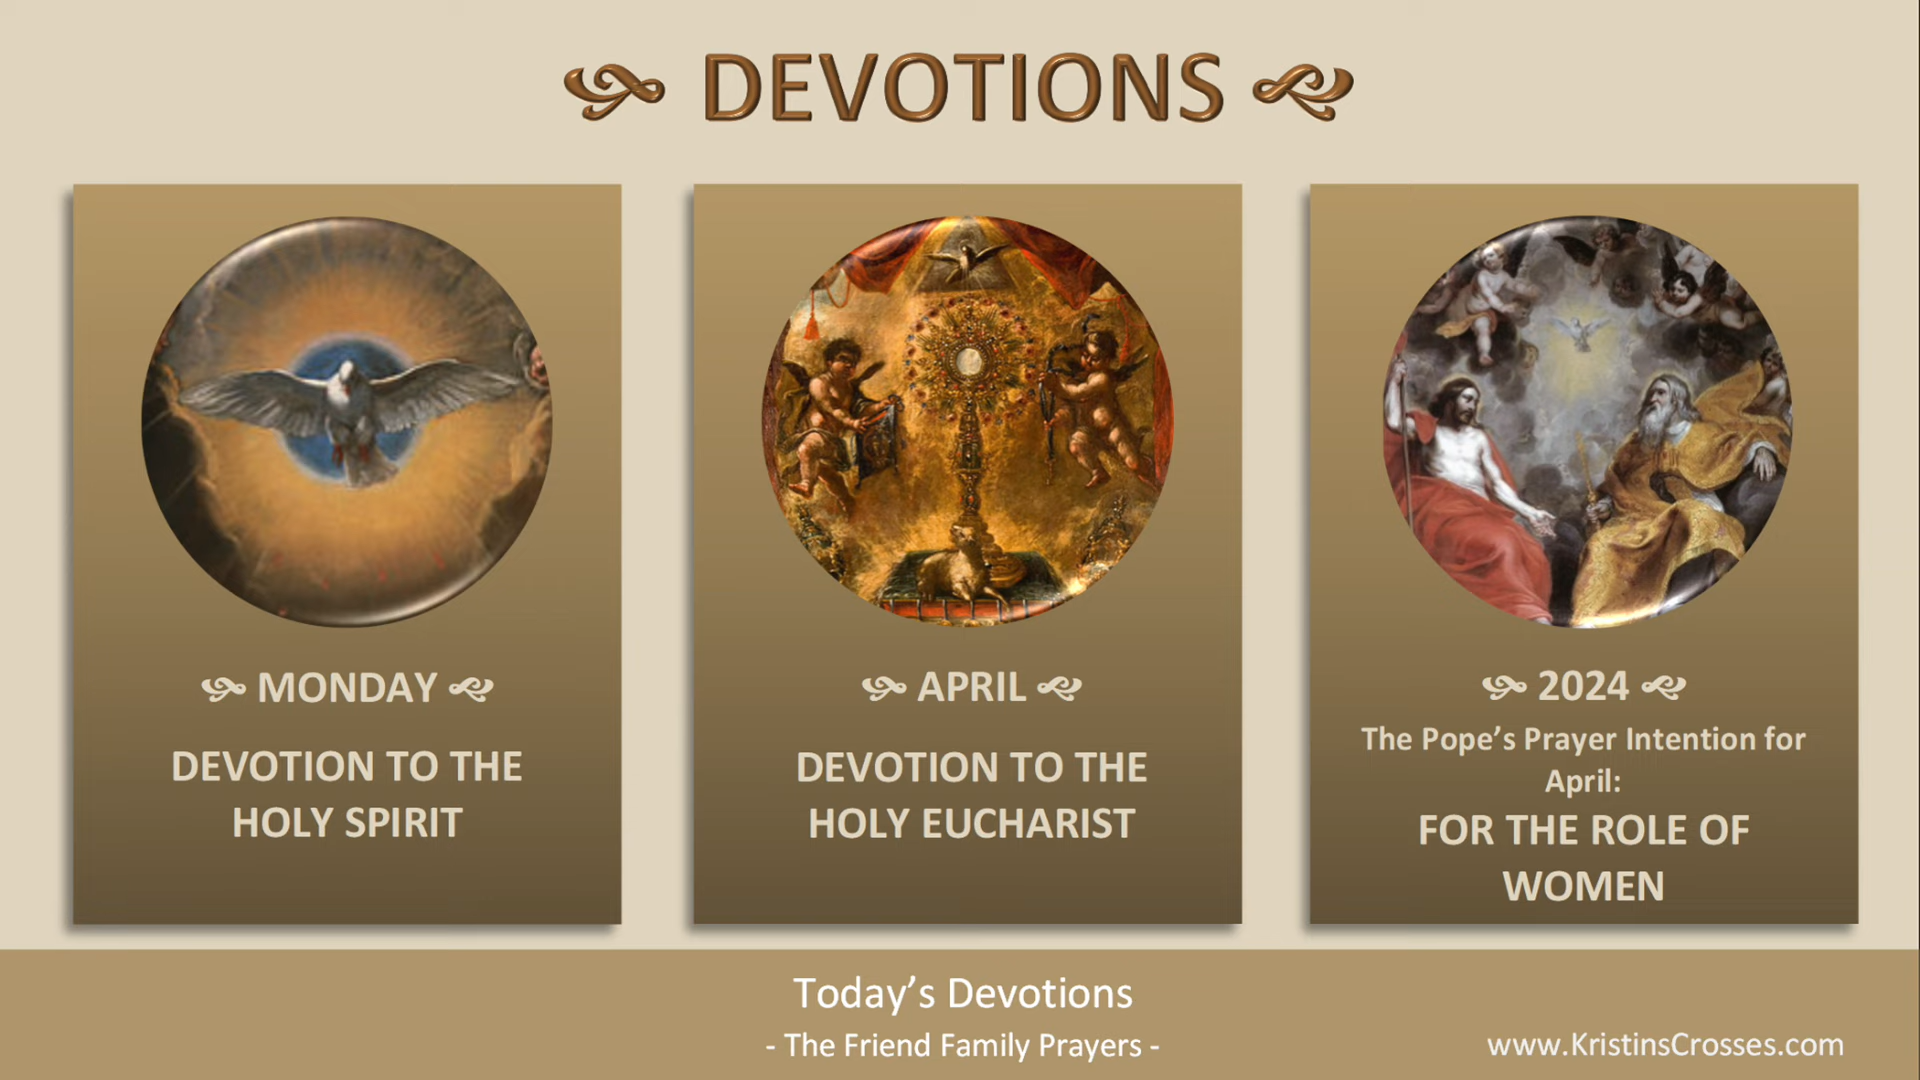 DEVOTIONS
MONDAY
DEVOTION TO THE
HOLY SPIRIT
APRIL
DEVOTION TO THE
HOLY EUCHARIST
2024
The Pope’s Prayer Intention for
April:
FOR THE ROLE OF
WOMEN
Today’s Devotions
- The Friend Family Prayers -
www.KristinsCrosses.com